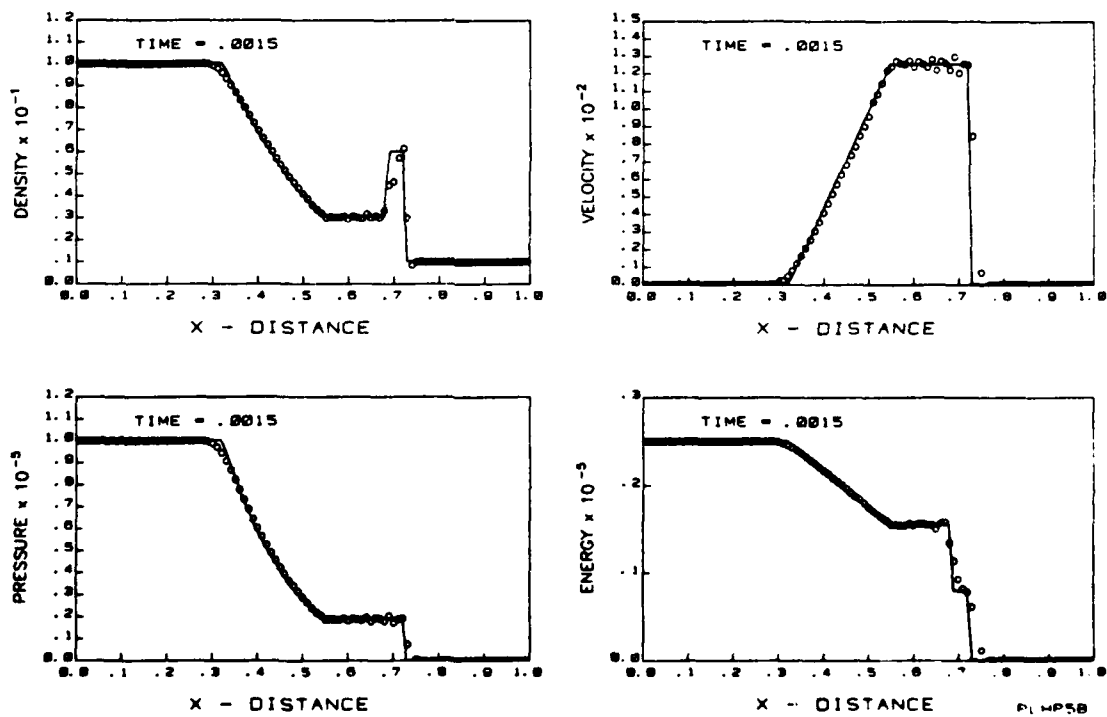 1.2
1.1
1.0
.9
.8
.7
.6
.5
.4
.3
.2
.1
0.0
DENSITY x 10⁻¹
TIME = .0015
0.0 .1 .2 .3 .4 .5 .6 .7 .8 .9 1.0
X - DISTANCE
1.5
1.4
1.3
1.2
1.1
1.0
.9
.8
.7
.6
.5
.4
.3
.2
.1
0.0
VELOCITY x 10⁻²
TIME = .0015
0.0 .1 .2 .3 .4 .5 .6 .7 .8 .9 1.0
X - DISTANCE
1.2
1.1
1.0
.9
.8
.7
.6
.5
.4
.3
.2
.1
0.0
PRESSURE x 10⁻⁵
TIME = .0015
0.0 .1 .2 .3 .4 .5 .6 .7 .8 .9 1.0
X - DISTANCE
.3
.2
.1
0.0
ENERGY x 10⁻⁵
TIME = .0015
0.0 .1 .2 .3 .4 .5 .6 .7 .8 .9 1.0
X - DISTANCE